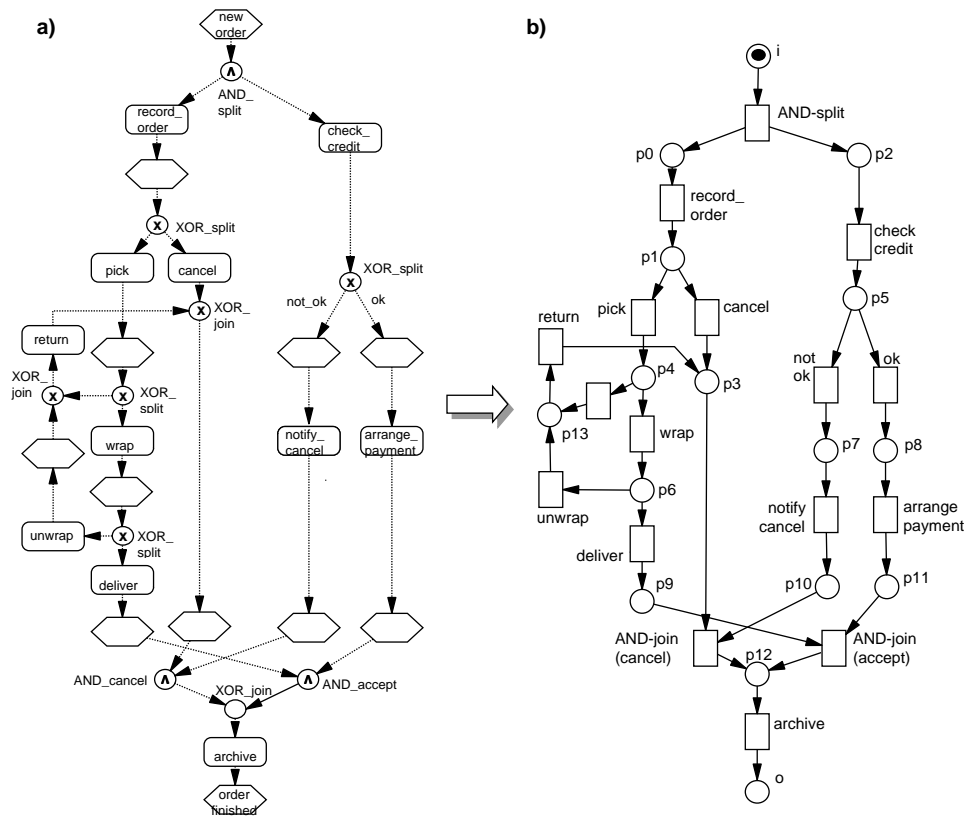 a)
new
order
ʌ
AND_
split
record_
order
check_
credit
x
XOR_split
pick
cancel
x
XOR_split
not_ok
ok
x
XOR_
join
return
XOR_
join
x
x
XOR_
split
wrap
notify_
cancel
arrange_
payment
unwrap
x
XOR_
split
deliver
AND_cancel
ʌ
ʌ
AND_accept
XOR_join
archive
order
finished
b)
i
AND-split
p0
p2
record_
order
check
credit
p1
p5
pick
cancel
return
not
ok
ok
p4
p3
p13
wrap
p7
p8
p6
unwrap
notify
cancel
arrange
payment
deliver
p9
p10
p11
AND-join
(cancel)
p12
AND-join
(accept)
archive
o